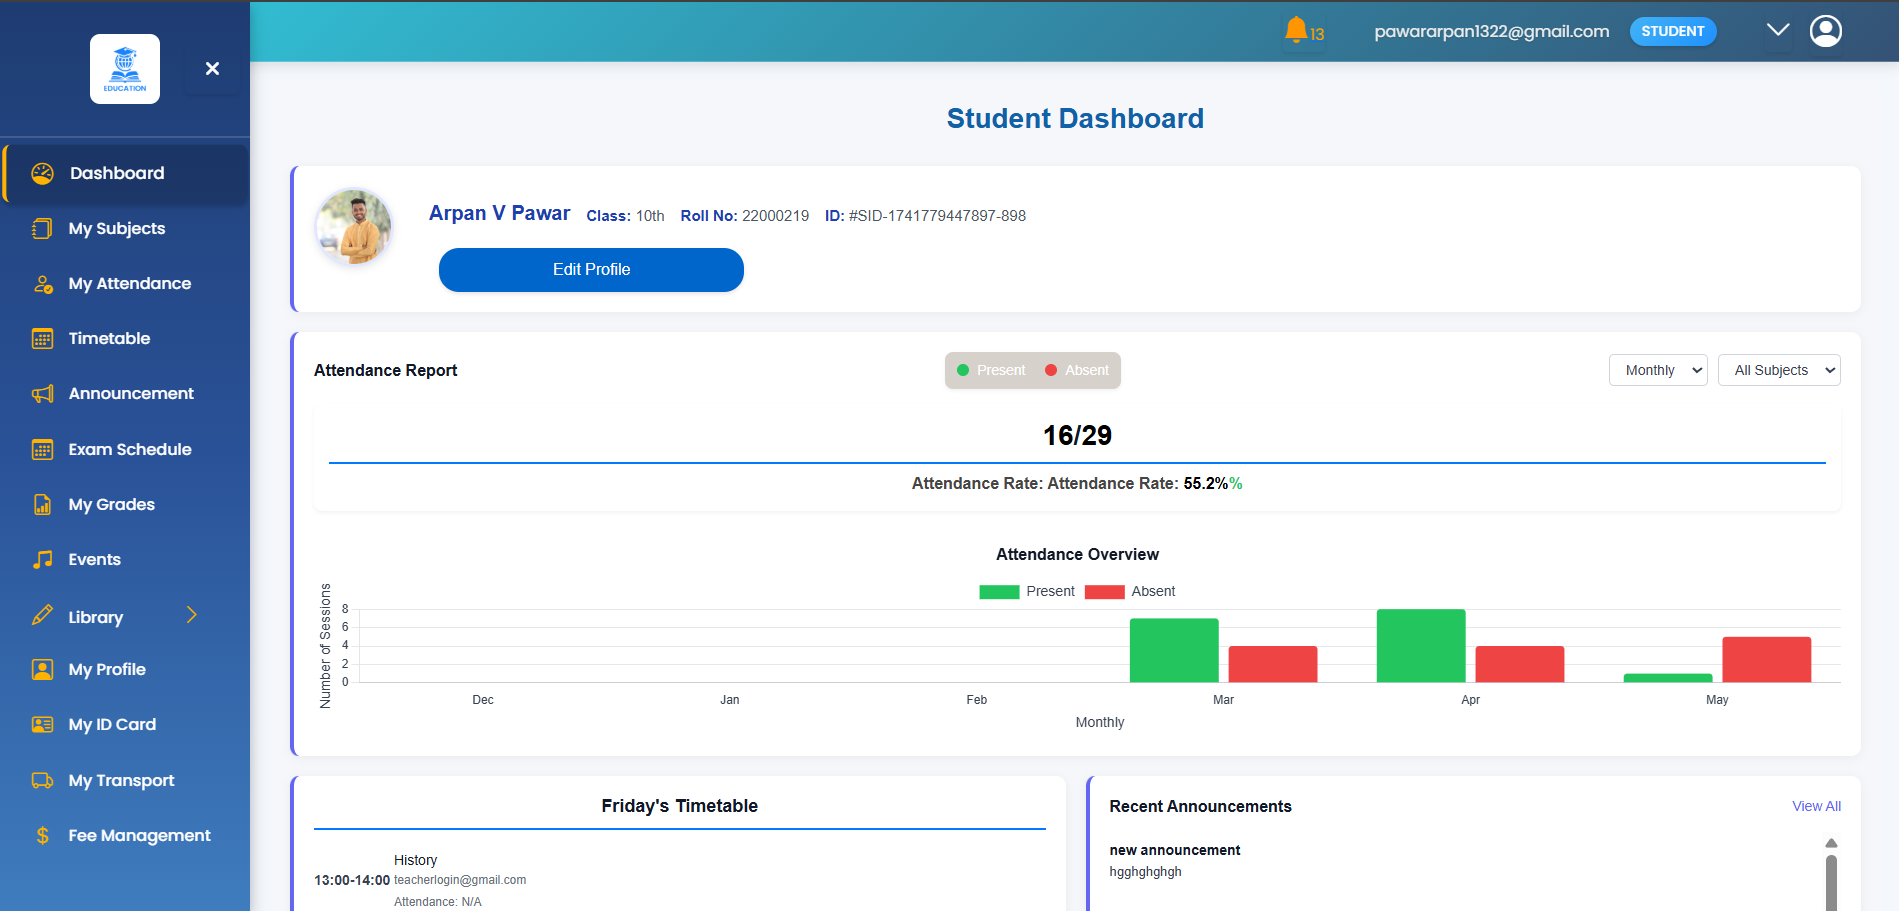 EDUCATION
Dashboard
My Subjects
My Attendance
Timetable
Announcement
Exam Schedule
My Grades
Events
Library
My Profile
My ID Card
My Transport
Fee Management
13
pawararpan1322@gmail.com
STUDENT
Student Dashboard
Arpan V Pawar Class: 10th Roll No: 22000219 ID: #SID-1741779447897-898
Edit Profile
Attendance Report
Present Absent
Monthly
All Subjects
16/29
Attendance Rate: Attendance Rate: 55.2%%
Attendance Overview
Present Absent
Number of Sessions
8
6
4
2
0
Dec Jan Feb Mar Apr May
Monthly
Friday's Timetable
13:00-14:00
History
teacherlogin@gmail.com
Attendance: N/A
Recent Announcements
View All
new announcement
hgghghghgh